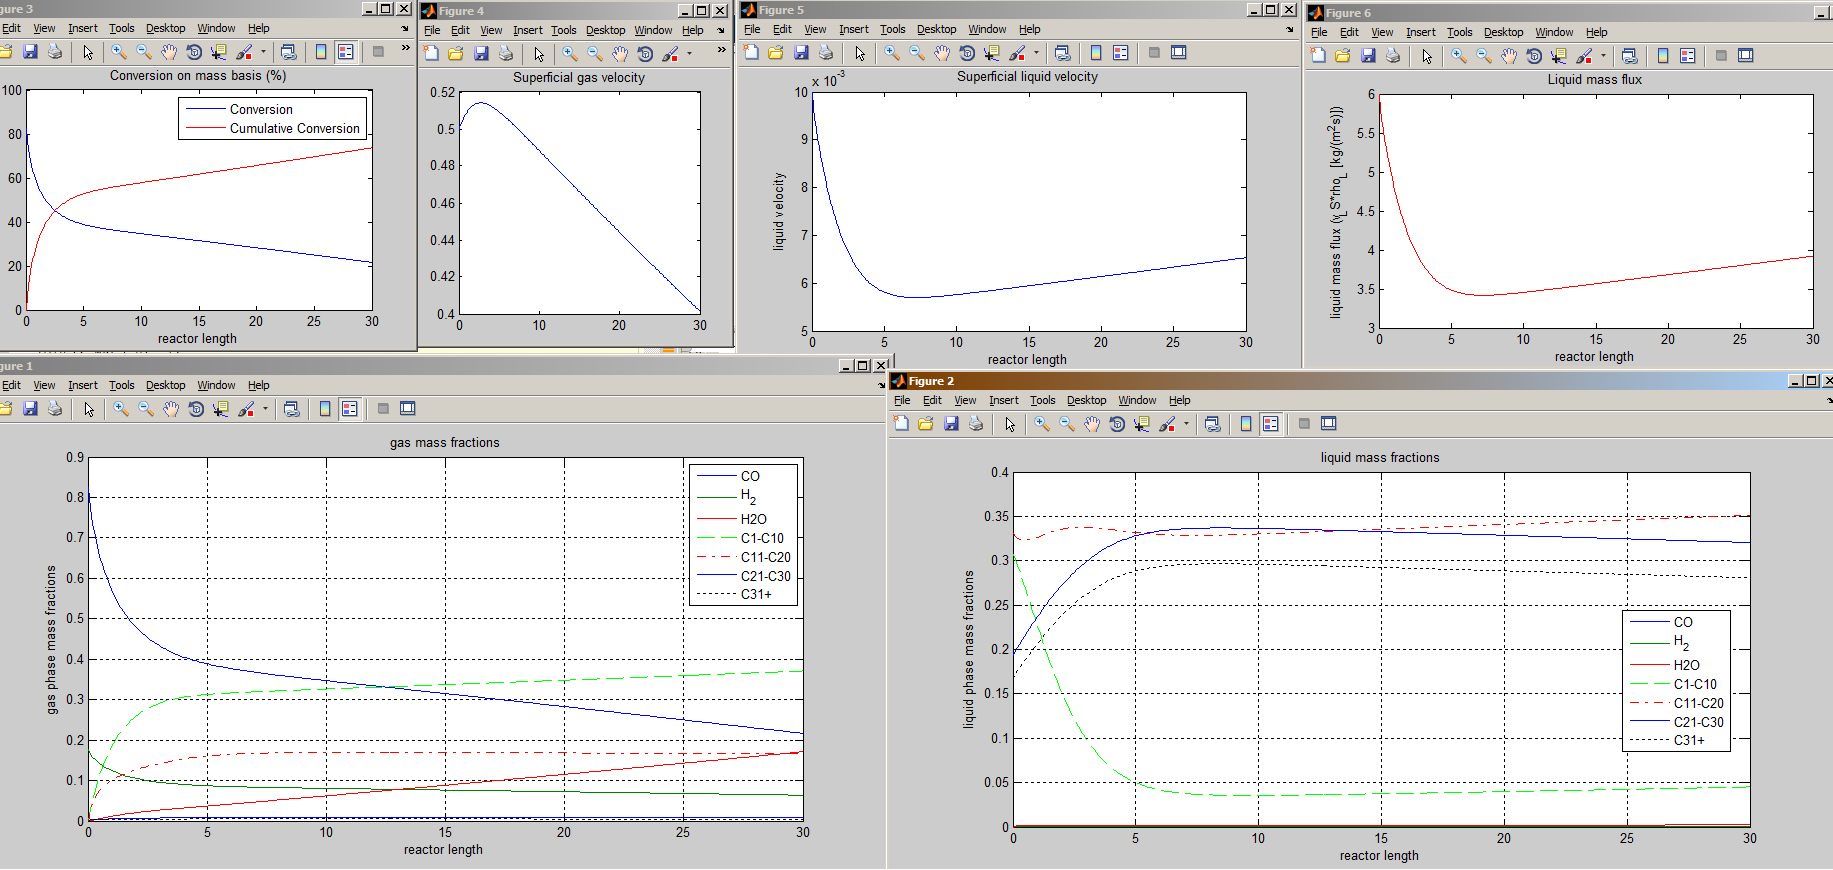 gure 3
Edit View Insert Tools Desktop Window Help
Conversion on mass basis (%)
100
80
60
40
20
0
0 5 10 15 20 25 30
Conversion
Cumulative Conversion
reactor length
Figure 4
File Edit View Insert Tools Desktop Window Help
Superficial gas velocity
0.52
0.5
0.48
0.46
0.44
0.42
0.4
0 10 20 30
Figure 5
File Edit View Insert Tools Desktop Window Help
Superficial liquid velocity
x 10^-3
10
9
8
7
6
5
0 5 10 15 20 25 30
liquid velocity
reactor length
Figure 6
File Edit View Insert Tools Desktop Window Help
Liquid mass flux
6
5.5
5
4.5
4
3.5
3
0 5 10 15 20 25 30
liquid mass flux (v_LS*rho_L [kg/(m^2s)])
reactor length
gure 1
Edit View Insert Tools Desktop Window Help
gas mass fractions
0.9
0.8
0.7
0.6
0.5
0.4
0.3
0.2
0.1
0
0 5 10 15 20 25 30
gas phase mass fractions
CO
H2
H2O
C1-C10
C11-C20
C21-C30
C31+
reactor length
Figure 2
File Edit View Insert Tools Desktop Window Help
liquid mass fractions
0.4
0.35
0.3
0.25
0.2
0.15
0.1
0.05
0
0 5 10 15 20 25 30
liquid phase mass fractions
CO
H2
H2O
C1-C10
C11-C20
C21-C30
C31+
reactor length